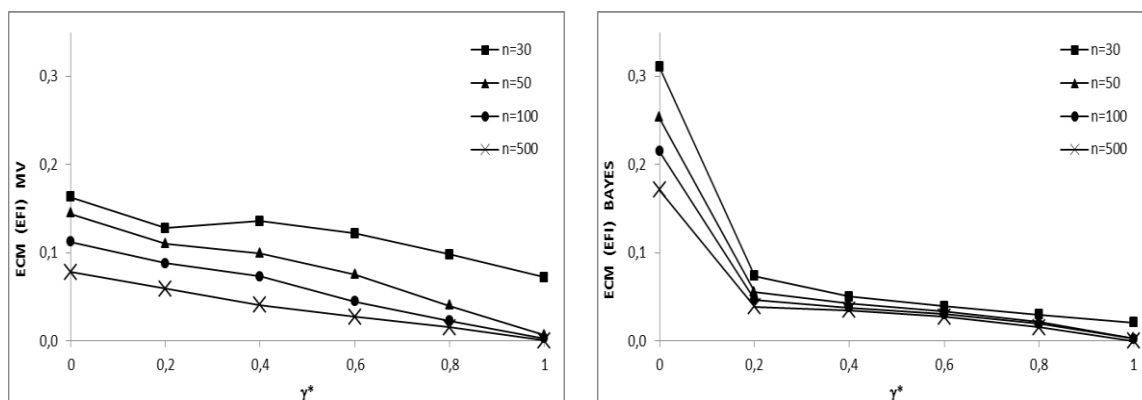 ECM (EFI) MV
0,3
0,2
0,1
0,0
0 0,2 0,4 0,6 0,8 1
γ*
n=30
n=50
n=100
n=500
ECM (EFI) BAYES
0,3
0,2
0,1
0,0
0 0,2 0,4 0,6 0,8 1
γ*
n=30
n=50
n=100
n=500